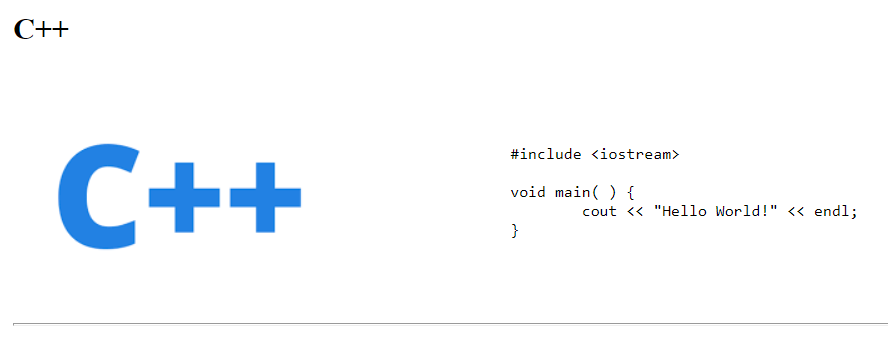 C++
C++
#include <iostream>
void main( ) {
cout << "Hello World!" << endl;
}